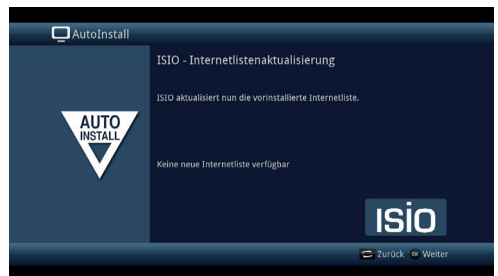 AutoInstall
ISIO - Internetlistenaktualisierung
ISIO aktualisiert nun die vorinstallierte Internetliste.
AUTO
INSTALL
Keine neue Internetliste verfügbar
ISIO
Zurück OK Weiter